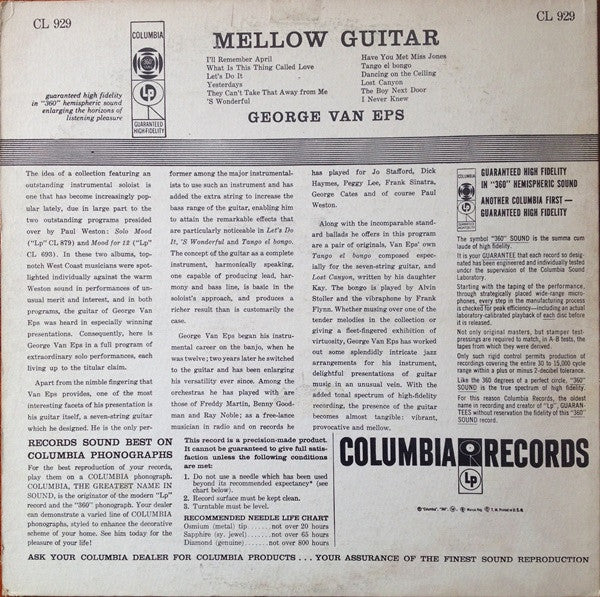 CL 929
CL 929
COLUMBIA
LP
GUARANTEED
HIGH-FIDELITY
guaranteed high fidelity
in "360" hemispheric sound
enlarging the horizons of
listening pleasure
MELLOW GUITAR
I'll Remember April
What Is This Thing Called Love
Let's Do It
Yesterdays
They Can't Take That Away from Me
'S Wonderful
Have You Met Miss Jones
Tango el bongo
Dancing on the Ceiling
Lost Canyon
The Boy Next Door
I Never Knew
GEORGE VAN EPS
The idea of a collection featuring an
outstanding instrumental soloist is
one that has become increasingly popu-
larly lately, due in large part to the
two outstanding programs presided
over by Paul Weston: Solo Mood
("Lp" CL 879) and Mood for 12 ("Lp"
CL 693). In these two albums, top-
notch West Coast musicians were spot-
lighted individually against the warm
Weston sound in performances of un-
usual merit and interest, and in both
programs, the guitar of George Van
Eps was heard in especially winning
presentations. Consequently, here is
George Van Eps in a full program of
extraordinary solo performances, each
living up to the titular claim.
Apart from the nimble fingering that
Van Eps provides, one of the most
interesting facets of his presentation is
his guitar itself, a seven-string guitar
which he designed. He is the only per-
former among the major instrumental-
ists to use such an instrument and has
added the extra string to increase the
bass range of the guitar, enabling him
to attain the remarkable effects that
are particularly noticeable in Let's Do
It, 'S Wonderful and Tango el bongo.
The concept of the guitar as a complete
instrument, harmonically speaking,
one capable of producing lead, har-
mony and bass line, is basic in the
soloist's approach, and produces a
richer result than is customarily the
case.
George Van Eps began his instru-
mental career on the banjo, when he
was twelve; two years later he switched
to the guitar and has been enlarging
his versatility ever since. Among the
orchestras he has played with are
those of Freddy Martin, Benny Good-
man and Ray Noble; as a free-lance
musician in radio and on records he
has played for Jo Stafford, Dick
Haymes, Peggy Lee, Frank Sinatra,
George Cates and of course Paul
Weston.
Along with the incomparable stand-
ard ballads he offers in this program
are a pair of originals, Van Eps' own
Tango el bongo composed especi-
ally for the seven-string guitar, and
Lost Canyon, written by his daughter
Kay. The bongo is played by Alvin
Stoller and the vibraphone by Frank
Flynn. Whether musing over one of the
tender melodies in the collection or
giving a fleet-fingered exhibition of
virtuosity, George Van Eps has worked
out some splendidly intricate jazz
arrangements for his instrument,
delightful presentations of guitar
music in an unusual vein. With the
added tonal spectrum of high-fidelity
recording, the presence of the guitar
becomes almost tangible: vibrant,
provocative and mellow.
COLUMBIA
LP
GUARANTEED
HIGH-FIDELITY
GUARANTEED HIGH FIDELITY
IN "360" HEMISPHERIC SOUND
ANOTHER COLUMBIA FIRST—
GUARANTEED HIGH FIDELITY
The symbol "360" SOUND is the summa cum
laude of high fidelity.
It is your GUARANTEE that each record so desig-
nated has been engineered and individually tested
under the supervision of the Columbia Sound
Laboratory.
Starting with the taping of the performance,
through strategically placed wide-range micro-
phones, every step in the manufacturing process
is checked for peak efficiency—including an actual
laboratory-calibrated playback of each disc before
it is released.
Not only original masters, but stamper test-
pressings are required to match, in A-B tests, the
tapes from which they were derived.
Only such rigid control permits production of
recordings covering the entire 30 to 15,000 cycle
range within a plus or minus 2-decibel tolerance.
Like the 360 degrees of a perfect circle, "360"
SOUND is the true spectrum of high fidelity.
For this reason Columbia Records, the oldest
name in recording and creator of "Lp", GUARAN-
TEES without reservation the fidelity of this "360"
SOUND record.
RECORDS SOUND BEST ON
COLUMBIA PHONOGRAPHS
For the best reproduction of your records,
play them on a COLUMBIA phonograph.
COLUMBIA, THE GREATEST NAME IN
SOUND, is the originator of the modern "Lp"
record and the "360" phonograph. Your dealer
can demonstrate a varied line of COLUMBIA
phonographs, styled to enhance the decorative
scheme of your home. See him today for the
pleasure of your life!
This record is a precision-made product.
It cannot be guaranteed to give full satis-
faction unless the following conditions
are met:
1. Do not use a needle which has been used
beyond its recommended expectancy* (see
chart below).
2. Record surface must be kept clean.
3. Turntable must be level.
RECOMMENDED NEEDLE LIFE CHART
Osmium (metal) tip ..... not over 20 hours
Sapphire (sy. jewel) ..... not over 65 hours
Diamond (genuine) ..... not over 800 hours
COLUMBIA RECORDS
LP
ASK YOUR COLUMBIA DEALER FOR COLUMBIA PRODUCTS . . . YOUR ASSURANCE OF THE FINEST SOUND REPRODUCTION